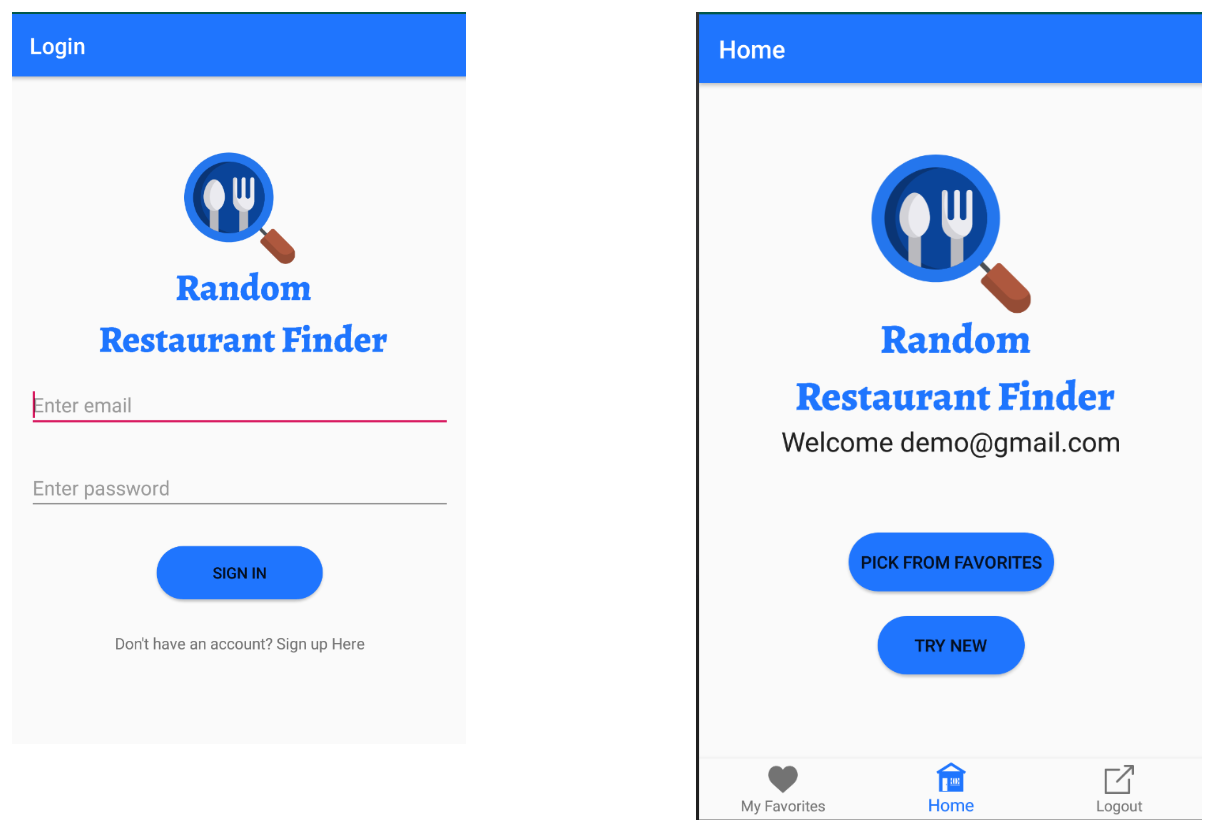 Login
Random
Restaurant Finder
Enter email
Enter password
SIGN IN
Don't have an account? Sign up Here
Home
Random
Restaurant Finder
Welcome demo@gmail.com
PICK FROM FAVORITES
TRY NEW
My Favorites
Home
Logout